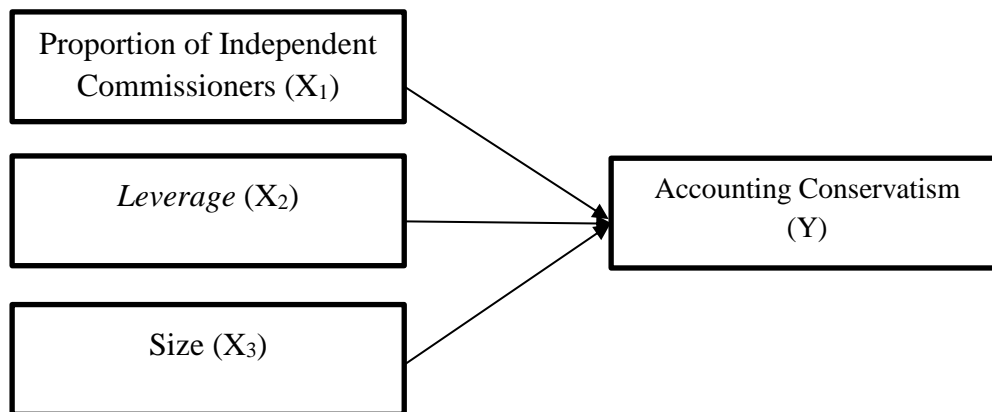 Proportion of Independent
Commissioners (X₁)
Leverage (X₂)
Accounting Conservatism
(Y)
Size (X₃)